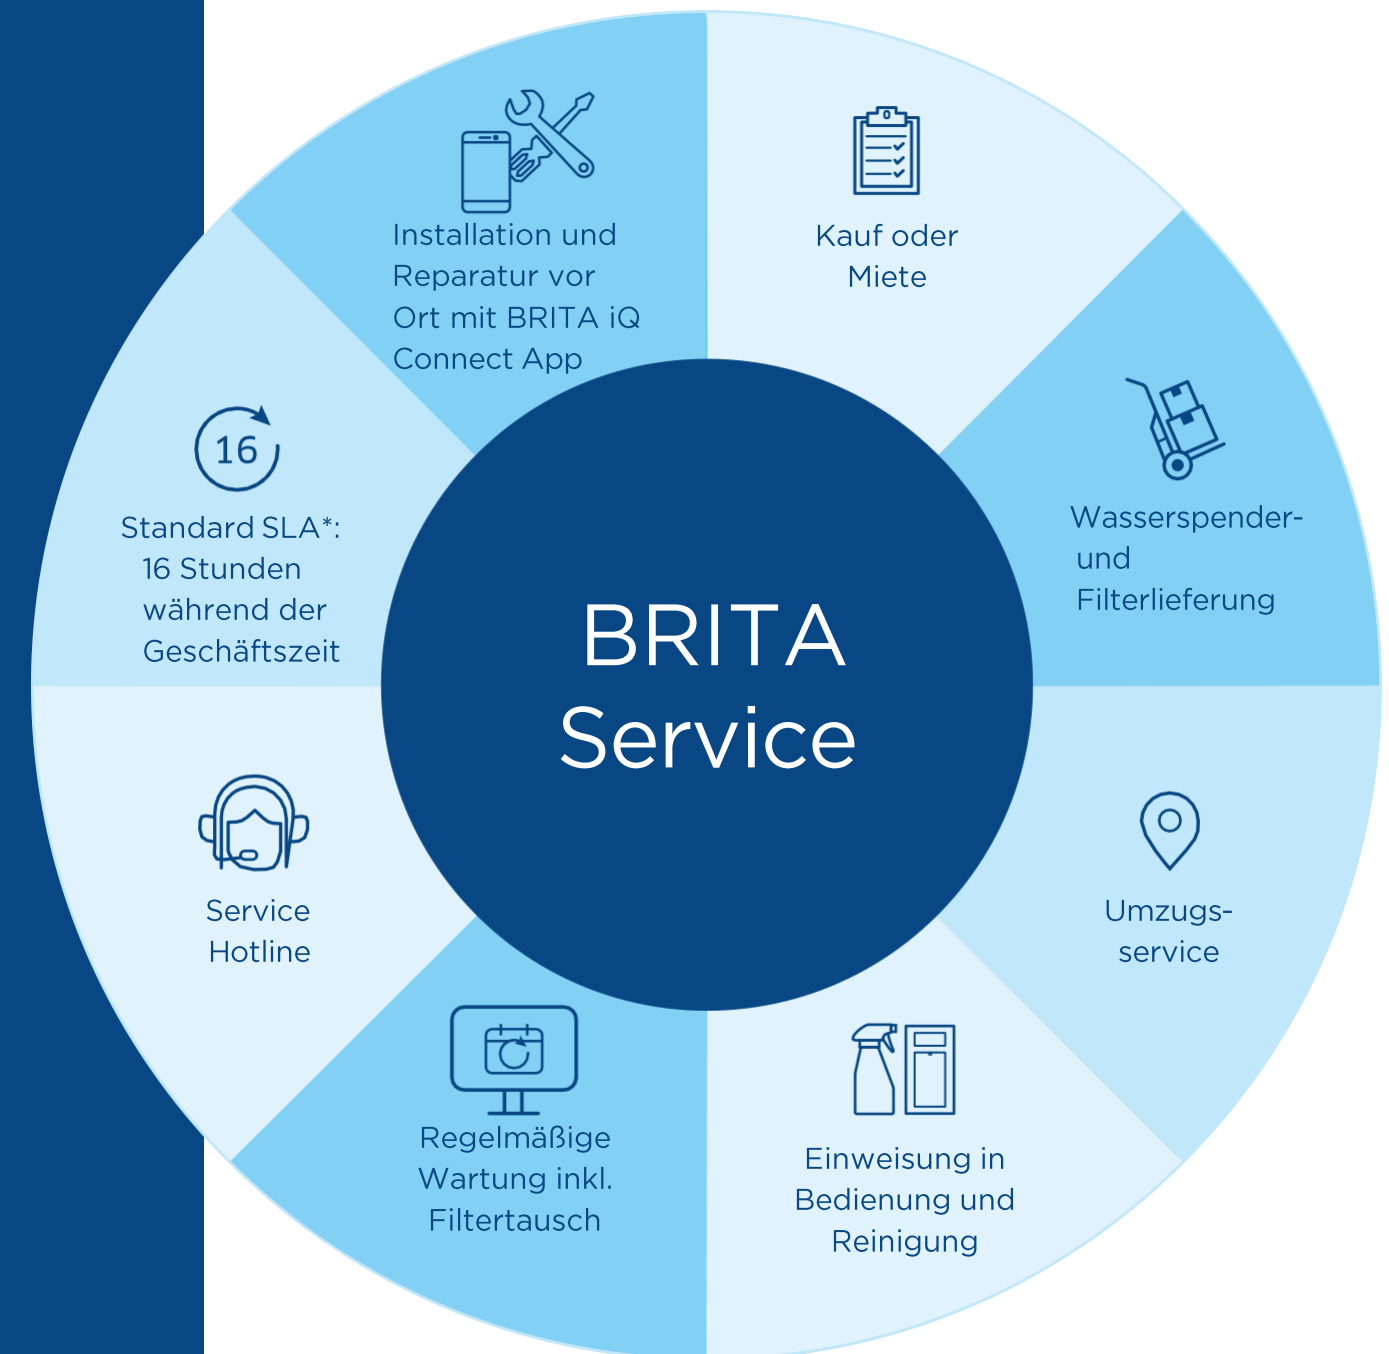 BRITA
Service
Kauf oder
Miete
Wasserspender-
und
Filterlieferung
Umzugs-
service
Einweisung in
Bedienung und
Reinigung
Regelmäßige
Wartung inkl.
Filtertausch
Service
Hotline
16
Standard SLA*:
16 Stunden
während der
Geschäftszeit
Installation und
Reparatur vor
Ort mit BRITA iQ
Connect App